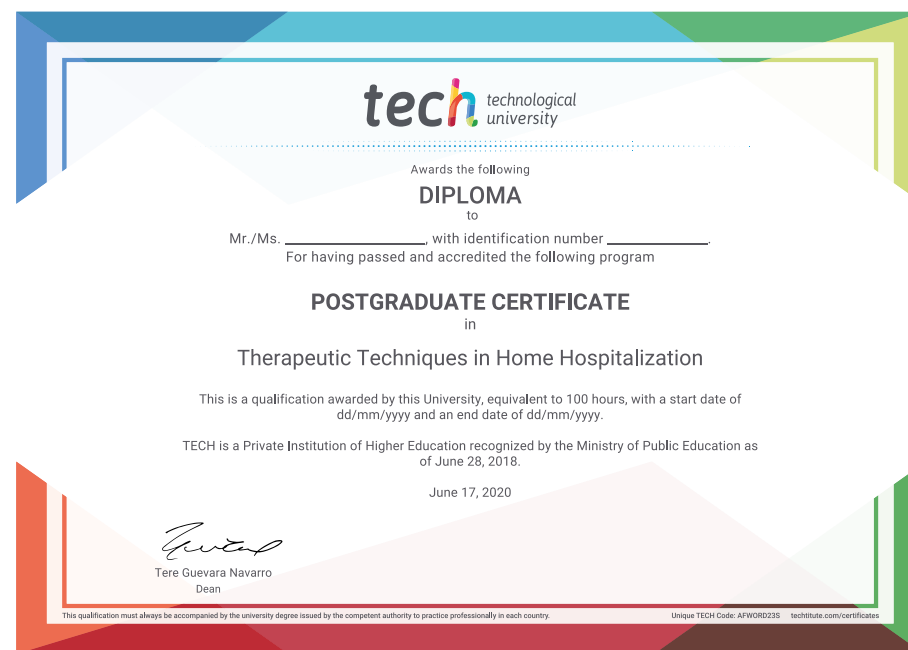 tech technological
university
Awards the following
DIPLOMA
to
Mr./Ms. ____________, with identification number ____________.
For having passed and accredited the following program
POSTGRADUATE CERTIFICATE
in
Therapeutic Techniques in Home Hospitalization
This is a qualification awarded by this University, equivalent to 100 hours, with a start date of
dd/mm/yyyy and an end date of dd/mm/yyyy.
TECH is a Private Institution of Higher Education recognized by the Ministry of Public Education as
of June 28, 2018.
June 17, 2020
Tere Guevara Navarro
Dean
This qualification must always be accompanied by the university degree issued by the competent authority to practice professionally in each country. Unique TECH Code: AFWORD23S techtitute.com/certificates